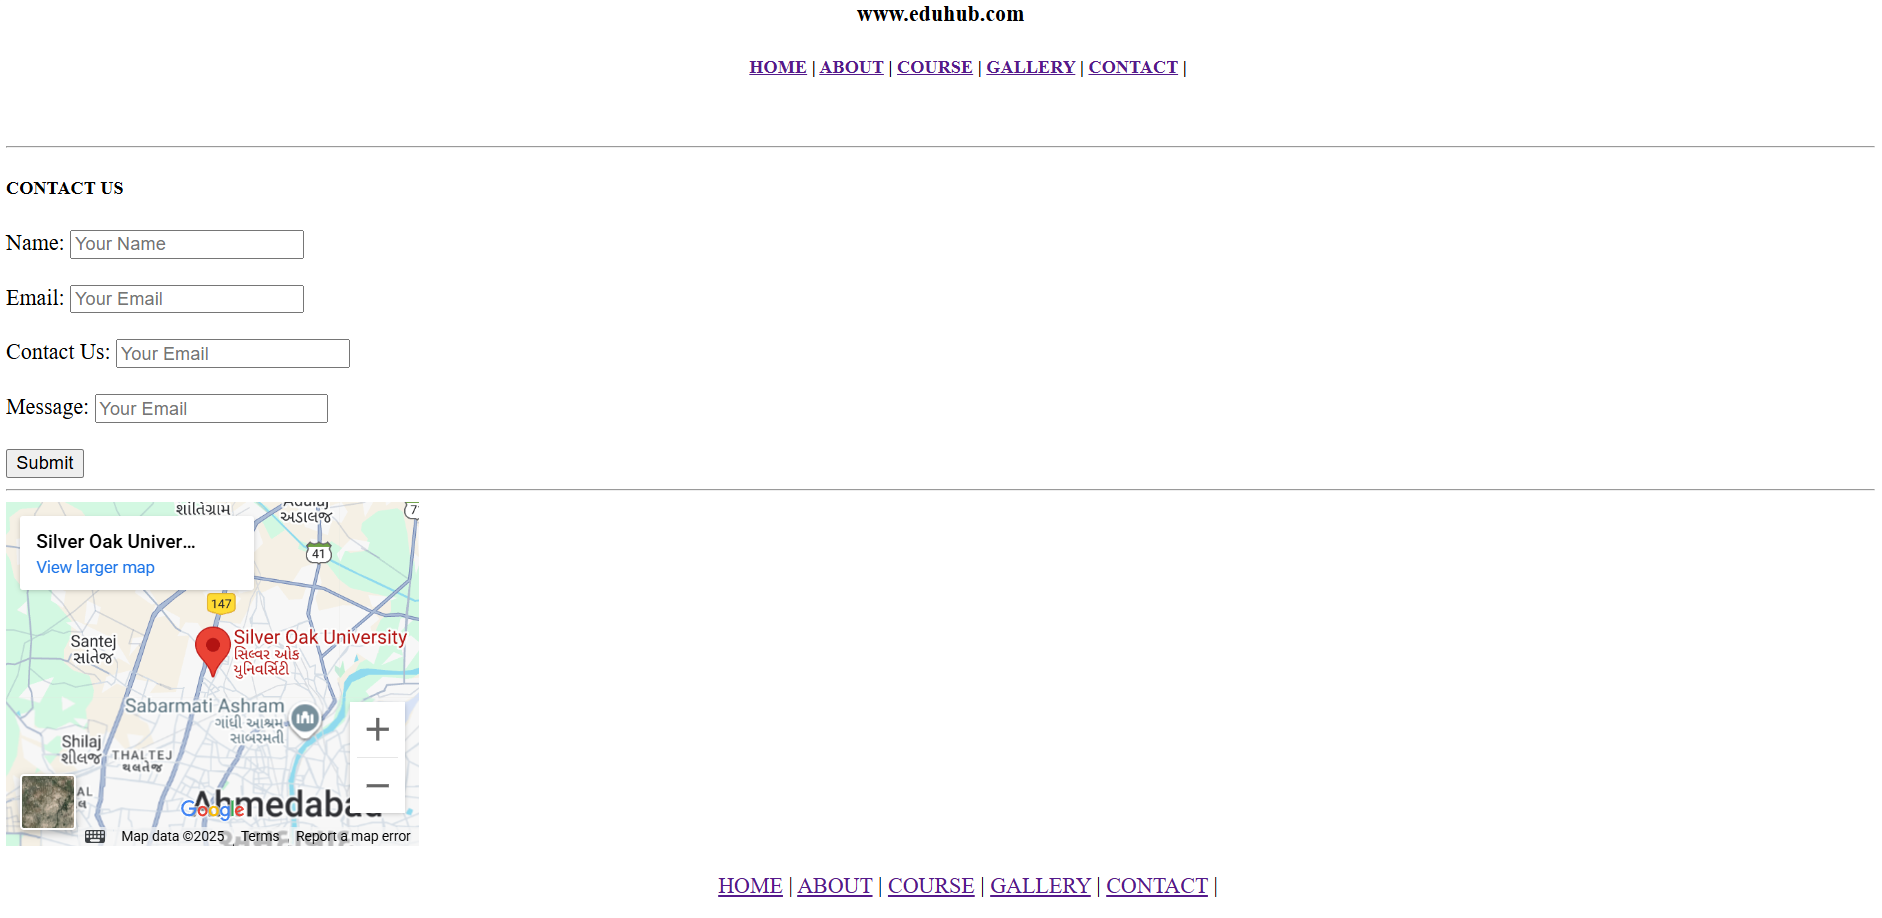 www.eduhub.com
HOME | ABOUT | COURSE | GALLERY | CONTACT |
CONTACT US
Name: Your Name
Email: Your Email
Contact Us: Your Email
Message: Your Email
Submit
શાંતિગ્રામ
અડાલજ
Silver Oak Univer...
View larger map
41
147
Santej
સાંતેજ
Silver Oak University
સિલ્વર ઓક
યુનિવર્સિટી
Sabarmati Ashram
ગાંધી આશ્રમ
સાબરમતી
Shilaj
શીલજ
THALTEJ
થલતેજ
Google
Map data ©2025 Terms Report a map error
HOME | ABOUT | COURSE | GALLERY | CONTACT |